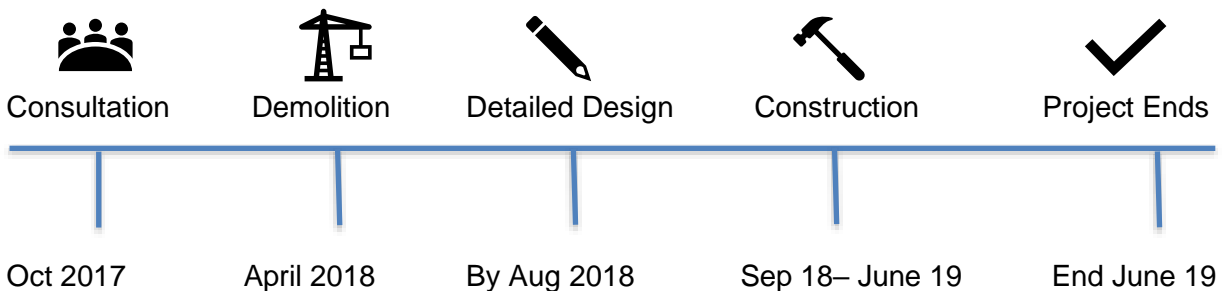 Consultation Demolition Detailed Design Construction Project Ends
Oct 2017 April 2018 By Aug 2018 Sep 18– June 19 End June 19